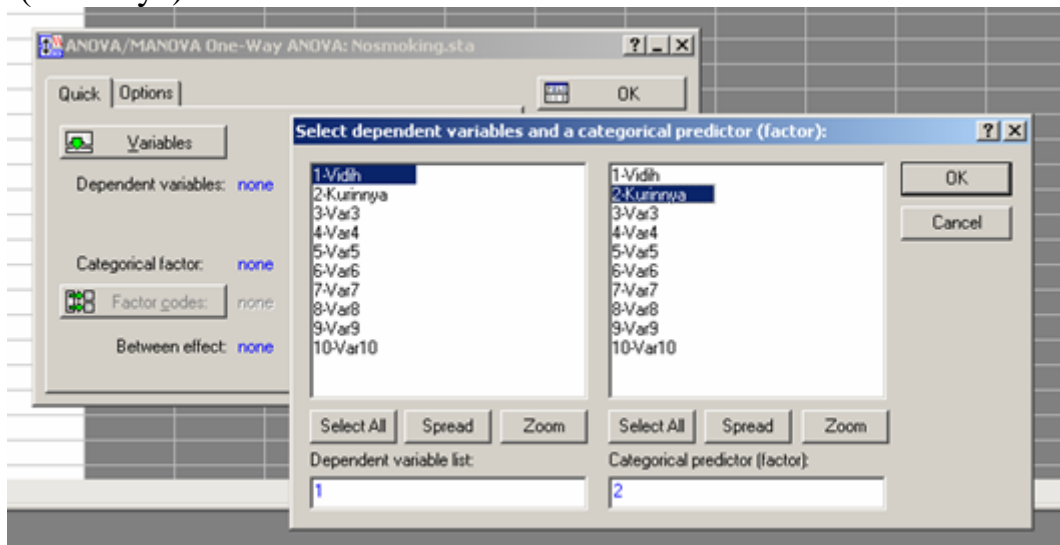 ANOVA/MANOVA One-Way ANOVA: Nosmoking.sta
Quick Options
OK
Variables
Dependent variables: none
Categorical factor: none
Factor codes: none
Between effect: none
Select dependent variables and a categorical predictor (factor):
1-Vidih
2-Kurinnya
3-Var3
4-Var4
5-Var5
6-Var6
7-Var7
8-Var8
9-Var9
10-Var10
1-Vidih
2-Kurinnya
3-Var3
4-Var4
5-Var5
6-Var6
7-Var7
8-Var8
9-Var9
10-Var10
OK
Cancel
Select All Spread Zoom
Select All Spread Zoom
Dependent variable list:
1
Categorical predictor (factor):
2